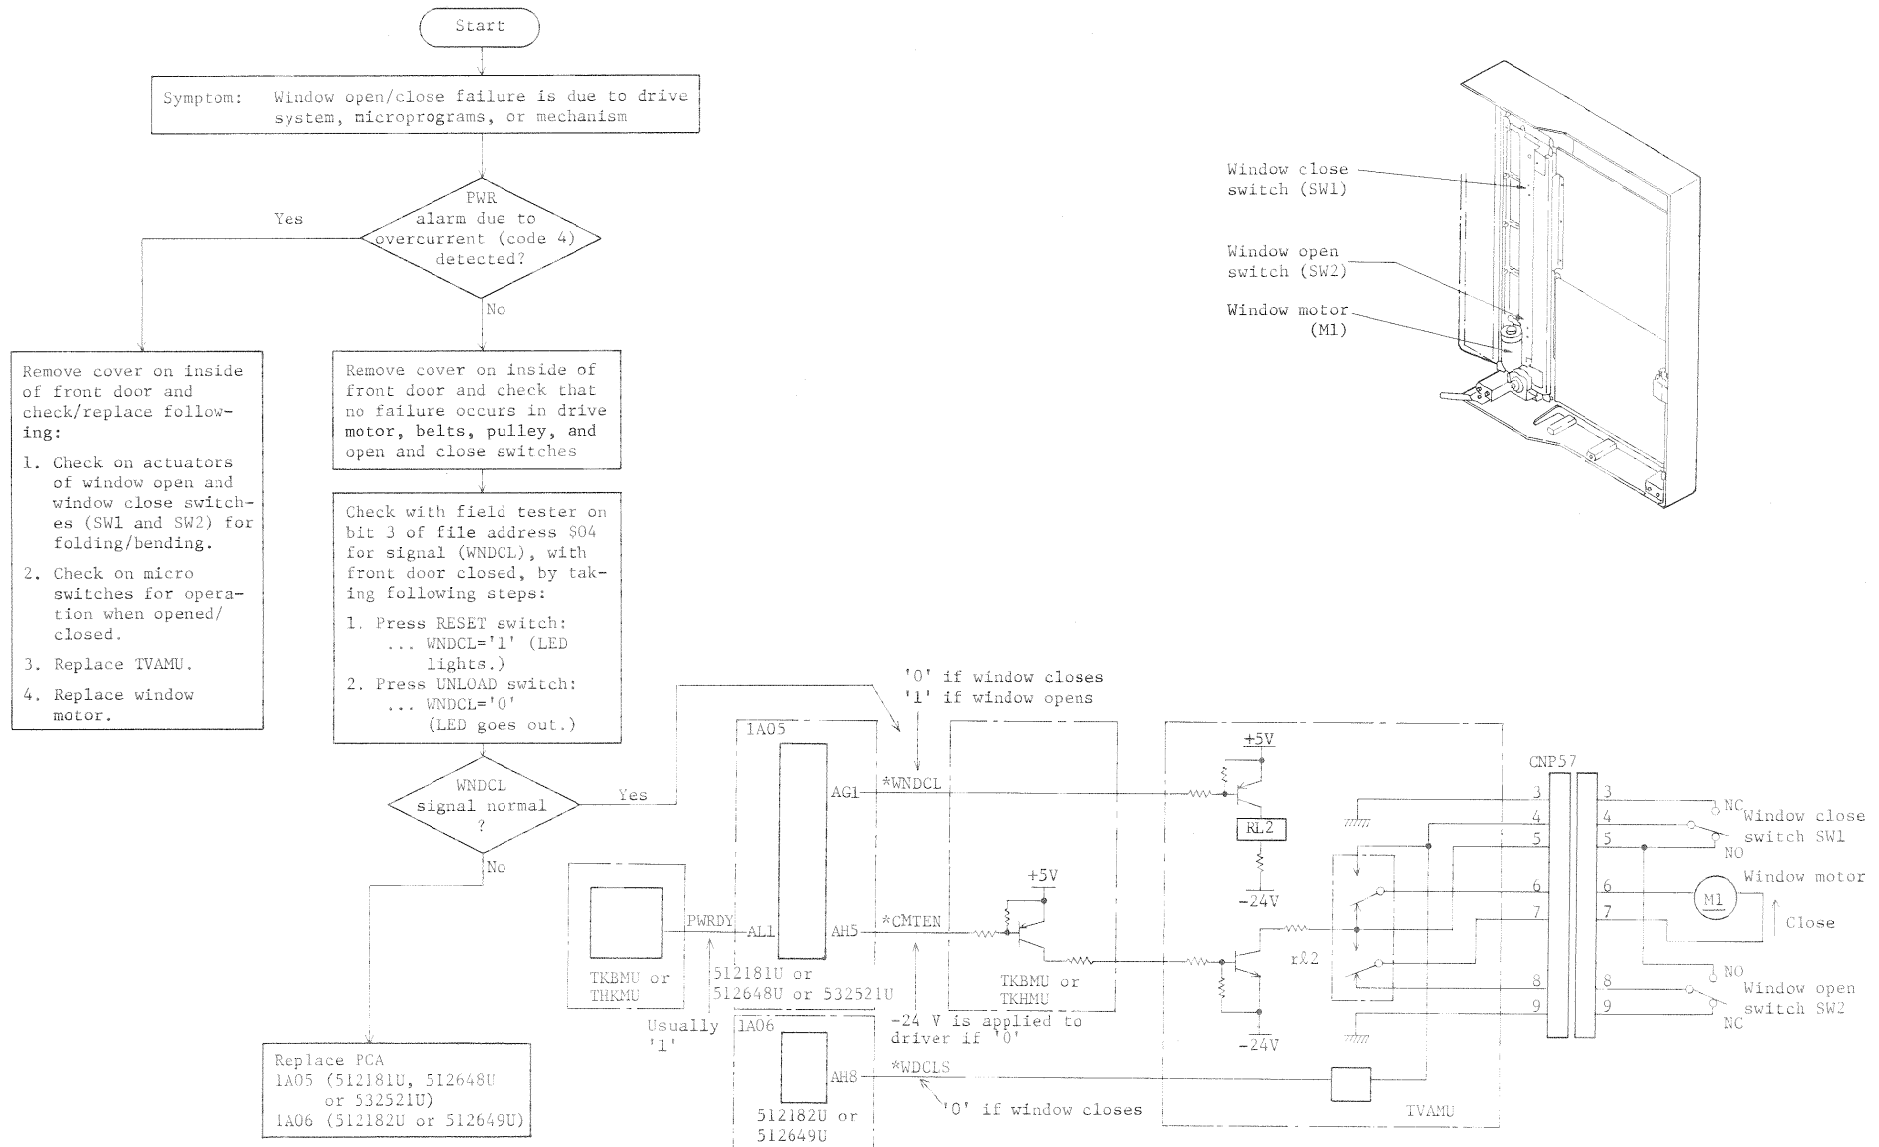 Start
Symptom: Window open/close failure is due to drive
system, microprograms, or mechanism
PWR
alarm due to
overcurrent (code 4)
detected?
Yes
No
Remove cover on inside
of front door and
check/replace follow-
ing:
1. Check on actuators
of window open and
window close switch-
es (SW1 and SW2) for
folding/bending.
2. Check on micro
switches for opera-
tion when opened/
closed.
3. Replace TVAMU.
4. Replace window
motor.
Remove cover on inside of
front door and check that
no failure occurs in drive
motor, belts, pulley, and
open and close switches
Check with field tester on
bit 3 of file address $04
for signal (WNDCL), with
front door closed, by tak-
ing following steps:
1. Press RESET switch:
... WNDCL='1' (LED
lights.)
2. Press UNLOAD switch:
... WNDCL='0'
(LED goes out.)
WNDCL
signal normal
?
Yes
No
Replace PCA
1A05 (512181U, 512648U
or 532521U)
1A06 (512182U or 512649U)
Window close
switch (SW1)
Window open
switch (SW2)
Window motor
(M1)
'0' if window closes
'1' if window opens
1A05
AG1
*WNDCL
PWRDY
AL1
AH5
*CMTEN
TKBMU or
THKMU
512181U or
512648U or 532521U
Usually
'1'
1A06
AH8
*WDCLS
512182U or
512649U
-24 V is applied to
driver if '0'
'0' if window closes
+5V
TKBMU or
TKHMU
+5V
RL2
-24V
rℓ2
-24V
TVAMU
CNP57
3 3
4 4
5 5
6 6
7 7
8 8
9 9
NC
Window close
switch SW1
NO
Window motor
M1
Close
NO
Window open
switch SW2
NC